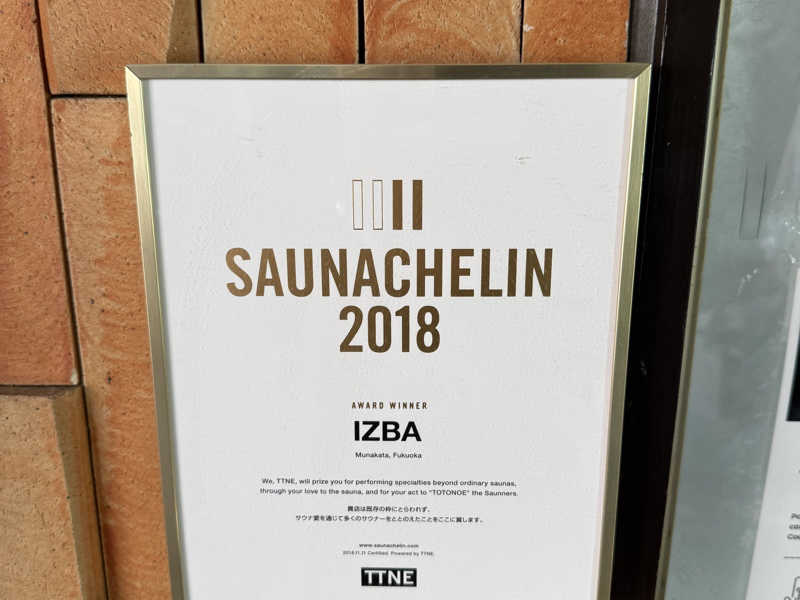 SAUNACHELIN
2018
AWARD WINNER
IZBA
Munakata, Fukuoka
We, TTNE, will prize you for performing specialties beyond ordinary saunas,
through your love to the sauna, and for your act to "TOTONOE" the Saunners.
貴店は既存の枠にとらわれず、
サウナ愛を通じて多くのサウナーをととのえたことをここに賞します。
www.saunachelin.com
2018.11.11 Certified. Powered by TTNE.
TTNE